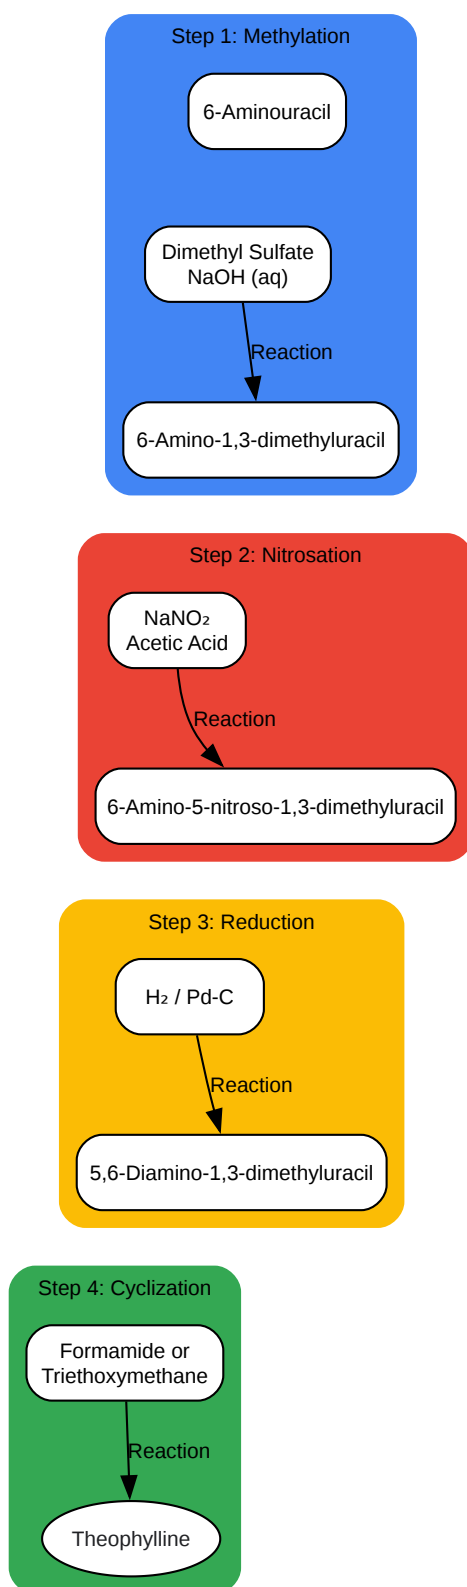 Step 1: Methylation
6-Aminouracil
Dimethyl Sulfate
NaOH (aq)
Reaction
6-Amino-1,3-dimethyluracil
Step 2: Nitrosation
NaNO₂
Acetic Acid
Reaction
6-Amino-5-nitroso-1,3-dimethyluracil
Step 3: Reduction
H₂ / Pd-C
Reaction
5,6-Diamino-1,3-dimethyluracil
Step 4: Cyclization
Formamide or
Triethoxymethane
Reaction
Theophylline